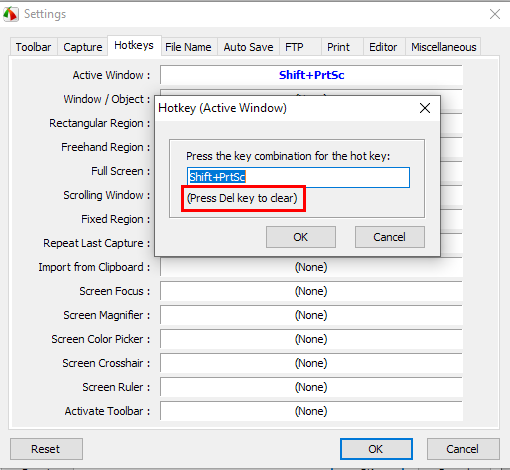 Settings
Toolbar Capture Hotkeys File Name Auto Save FTP Print Editor Miscellaneous
Active Window : Shift+PrtSc
Window / Object :
Hotkey (Active Window)
Rectangular Region :
Freehand Region :
Press the key combination for the hot key:
Full Screen :
Shift+PrtSc
Scrolling Window :
(Press Del key to clear)
Fixed Region :
OK Cancel
Repeat Last Capture :
Import from Clipboard : (None)
Screen Focus : (None)
Screen Magnifier : (None)
Screen Color Picker : (None)
Screen Crosshair : (None)
Screen Ruler : (None)
Activate Toolbar : (None)
Reset OK Cancel